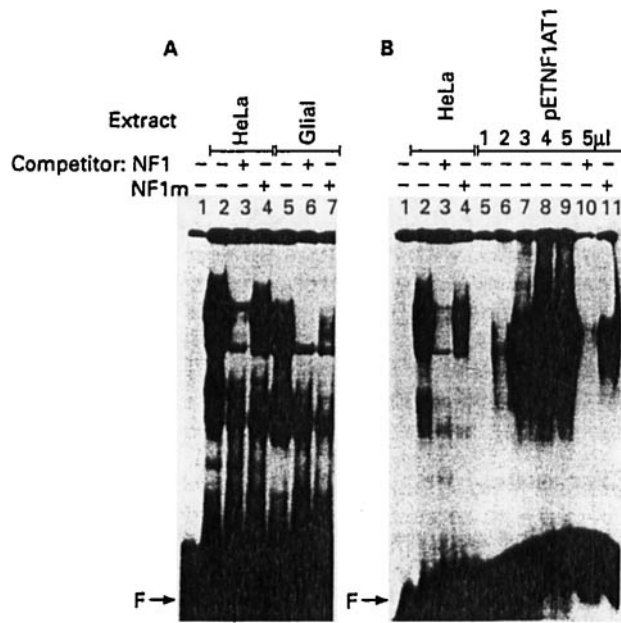 A
B
HeLa
Glial
HeLa
pETNF1AT1
Extract
1 2 3 4 5 5µl
Competitor: NF1 - - + - - + - - - + - - - - - - + -
NF1m - - - + - - + - - - + - - - - - - +
1 2 3 4 5 6 7 1 2 3 4 5 6 7 8 9 10 11
F →
F →